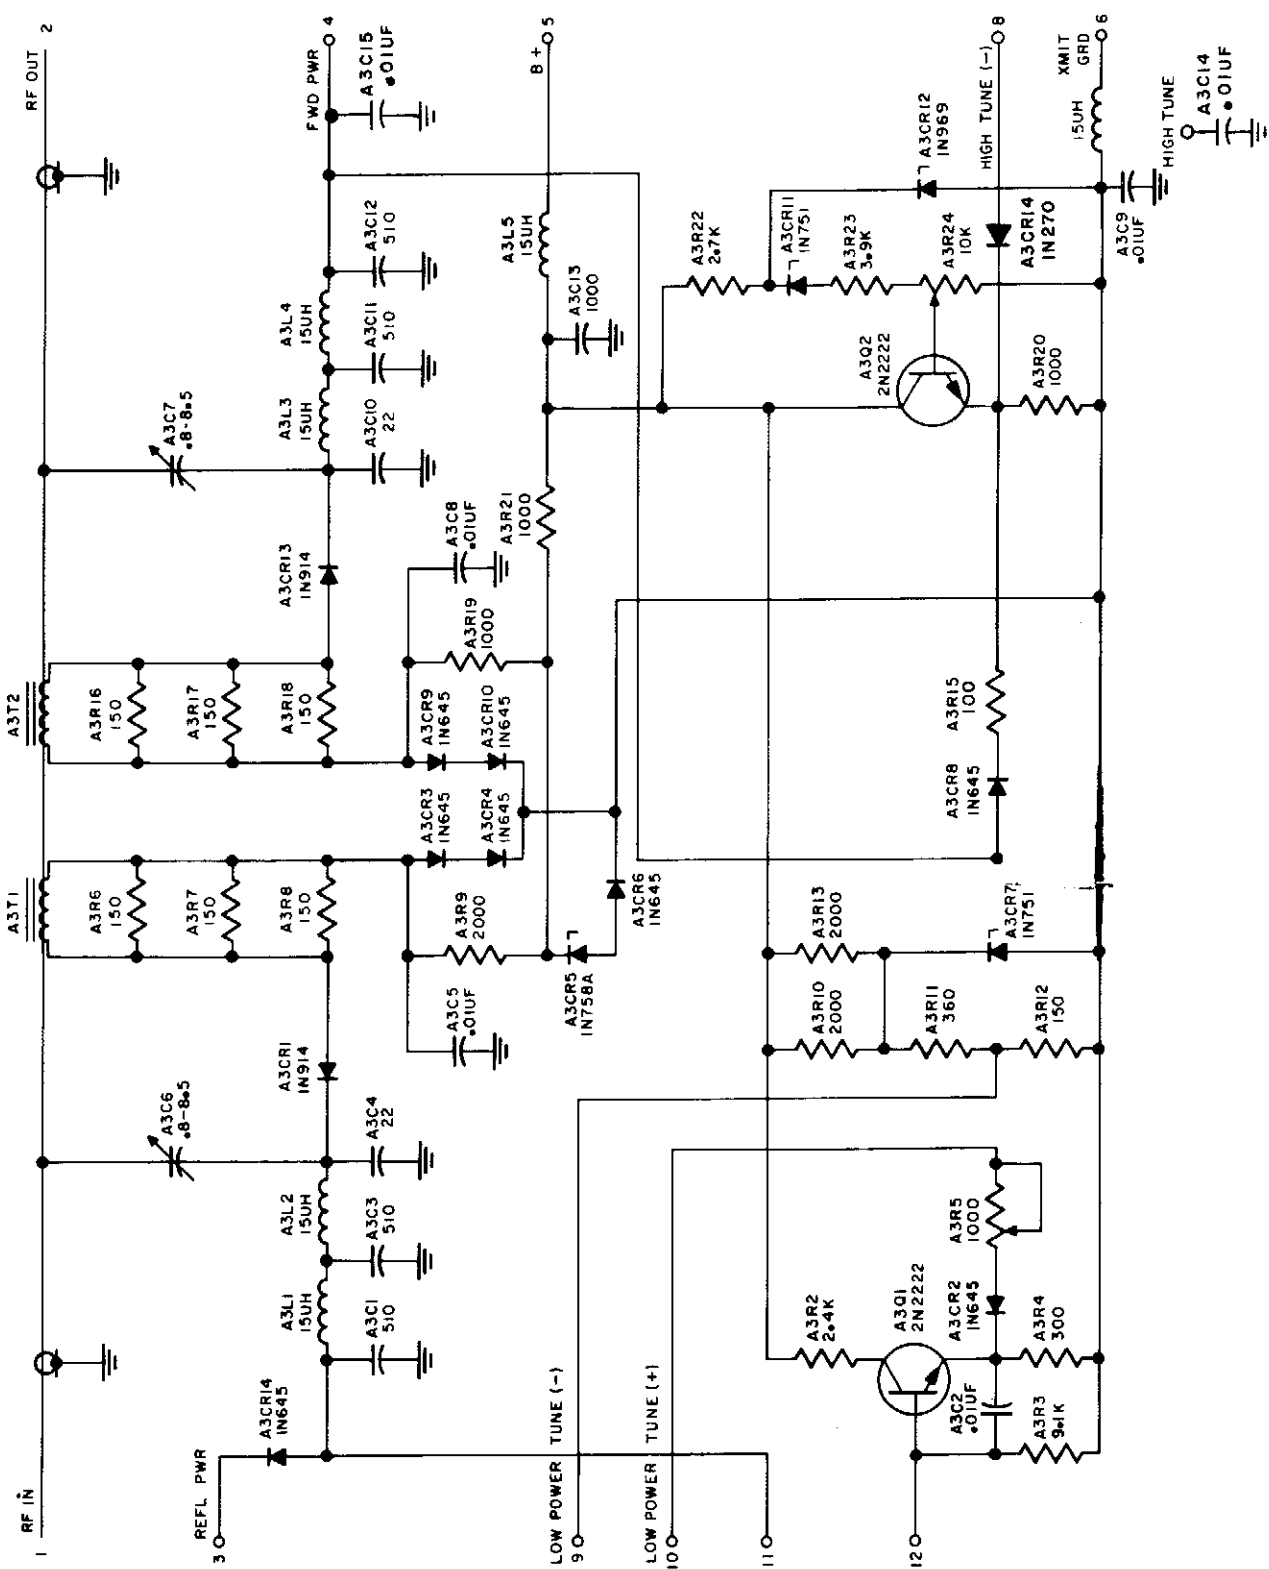 RF IN
1
RF OUT
2
A3T1
A3T2
A3R6
150
A3R7
150
A3R8
150
A3R16
150
A3R17
150
A3R18
150
A3C6
.8-8.5
A3C7
.8-8.5
REFL PWR
3
A3CR14
1N645
A3L1
15UH
A3L2
15UH
A3C1
510
A3C3
510
A3C4
22
A3CR1
1N914
A3CR13
1N914
A3L3
15UH
A3L4
15UH
A3C10
22
A3C11
510
A3C12
510
FWD PWR
4
A3C15
.01UF
A3C5
.01UF
A3R9
2000
A3CR3
1N645
A3CR4
1N645
A3CR9
1N645
A3CR10
1N645
A3R19
1000
A3C8
.01UF
A3R21
1000
A3L5
15UH
A3C13
1000
B+
5
A3CR5
1N758A
A3CR6
1N645
LOW POWER TUNE (-)
9
LOW POWER TUNE (+)
10
11
12
A3R2
2.4K
A3Q1
2N2222
A3C2
.01UF
A3CR2
1N645
A3R5
1000
A3R3
9.1K
A3R4
300
A3R10
2000
A3R13
2000
A3R11
360
A3R12
150
A3CR7
1N751
A3CR8
1N645
A3R15
100
A3Q2
2N2222
A3R20
1000
A3R22
2.7K
A3CR11
1N751
A3R23
3.9K
A3R24
10K
A3CR12
1N969
HIGH TUNE (-)
8
A3CR14
1N270
XMIT
GRD
6
15UH
A3C9
.01UF
HIGH TUNE
A3C14
.01UF